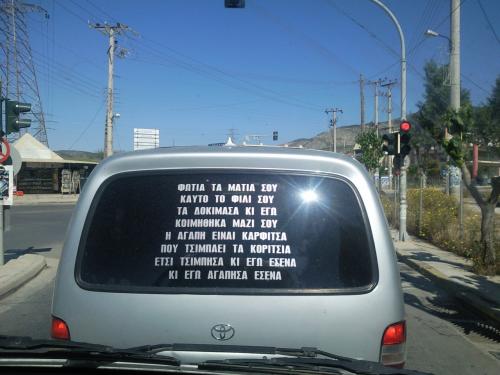 ΦΩΤΙΑ ΤΑ ΜΑΤΙΑ ΣΟΥ
ΚΑΥΤΟ ΤΟ ΦΙΛΙ ΣΟΥ
ΤΑ ΔΟΚΙΜΑΣΑ ΚΙ ΕΓΩ
ΚΟΙΜΗΘΗΚΑ ΜΑΖΙ ΣΟΥ
Η ΑΓΑΠΗ ΕΙΝΑΙ ΚΑΡΦΙΤΣΑ
ΠΟΥ ΤΣΙΜΠΑΕΙ ΤΑ ΚΟΡΙΤΣΙΑ
ΕΤΣΙ ΤΣΙΜΠΗΣΑ ΚΙ ΕΓΩ ΕΣΕΝΑ
ΚΙ ΕΓΩ ΑΓΑΠΗΣΑ ΕΣΕΝΑ